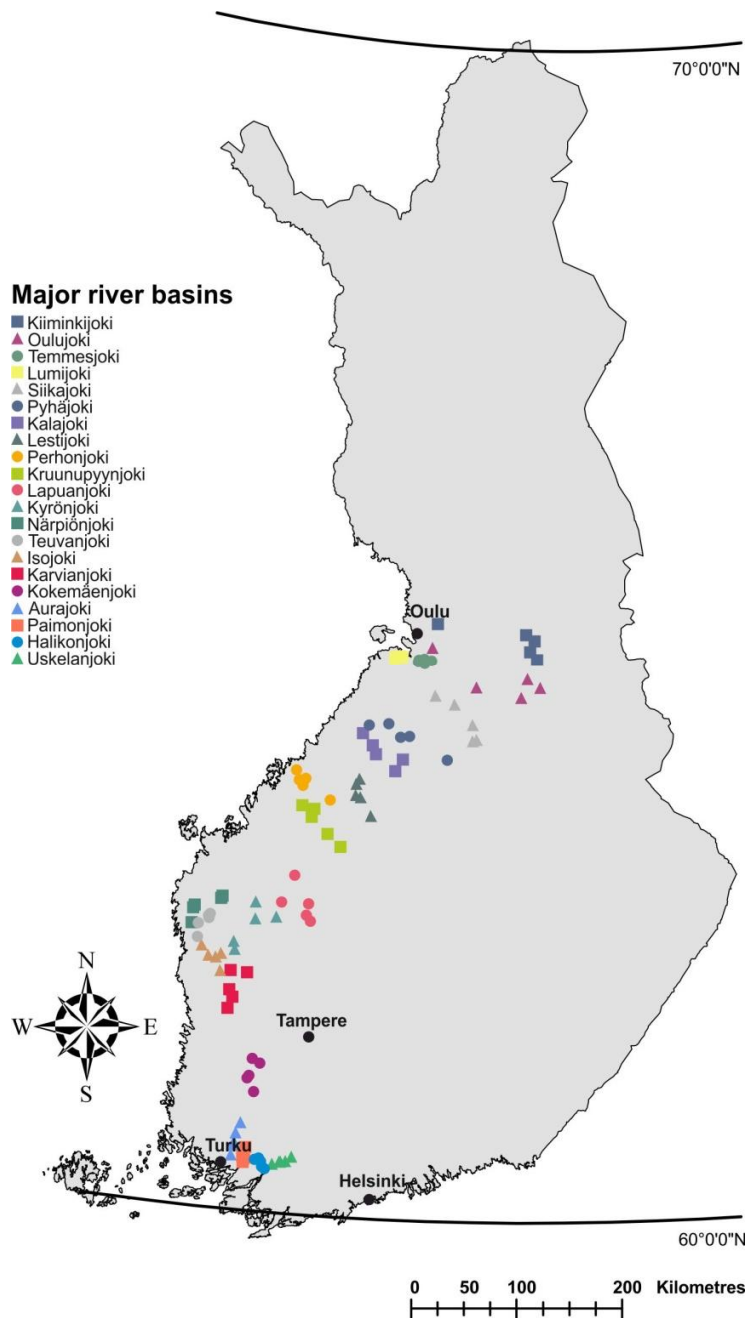 70°0'0"N
Major river basins
Kiiminkijoki
Oulujoki
Temmesjoki
Lumijoki
Siikajoki
Pyhäjoki
Kalajoki
Lestijoki
Perhonjoki
Kruunupyynjoki
Lapuanjoki
Kyrönjoki
Närpiönjoki
Teuvanjoki
Isojoki
Karvianjoki
Kokemäenjoki
Aurajoki
Paimonjoki
Halikonjoki
Uskelanjoki
Oulu
N
W E
S
Tampere
Turku
Helsinki
60°0'0"N
0 50 100 200 Kilometres